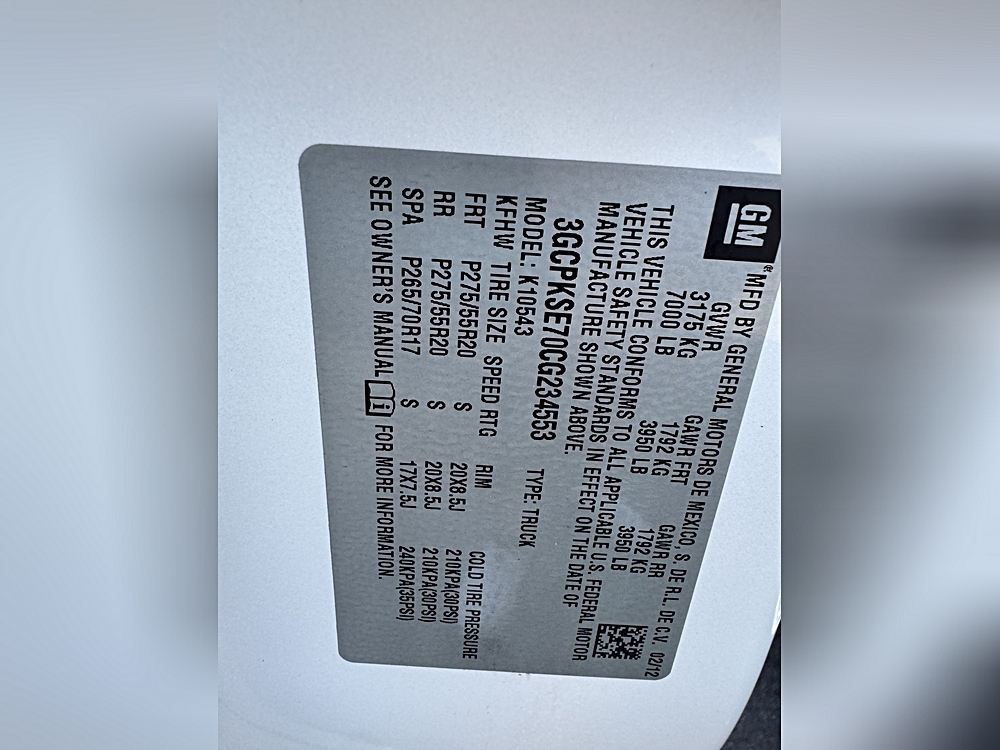 GM® MFD BY GENERAL MOTORS DE MEXICO, S. DE R.L. DE C.V. 02/12
GVWR GAWR FRT GAWR RR
3175 KG 1792 KG 1792 KG
7000 LB 3950 LB 3950 LB
THIS VEHICLE CONFORMS TO ALL APPLICABLE U.S. FEDERAL MOTOR
VEHICLE SAFETY STANDARDS IN EFFECT ON THE DATE OF
MANUFACTURE SHOWN ABOVE.
3GCPKSE70CG234553 TYPE: TRUCK
MODEL: K10543
KFHW TIRE SIZE SPEED RTG RIM COLD TIRE PRESSURE
FRT P275/55R20 S 20X8.5J 210KPA(30PSI)
RR P275/55R20 S 20X8.5J 210KPA(30PSI)
SPA P265/70R17 S 17X7.5J 240KPA(35PSI)
SEE OWNER'S MANUAL FOR MORE INFORMATION.